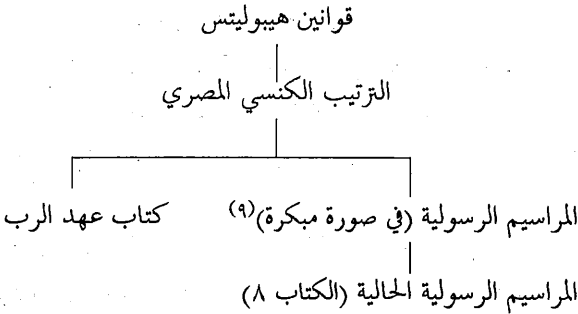 قوانين هيبوليتس
الترتيب الكنسي المصري
المراسيم الرسولية (في صورة مبكرة)(٩) كتاب عهد الرب
المراسيم الرسولية الحالية (الكتاب ٨)